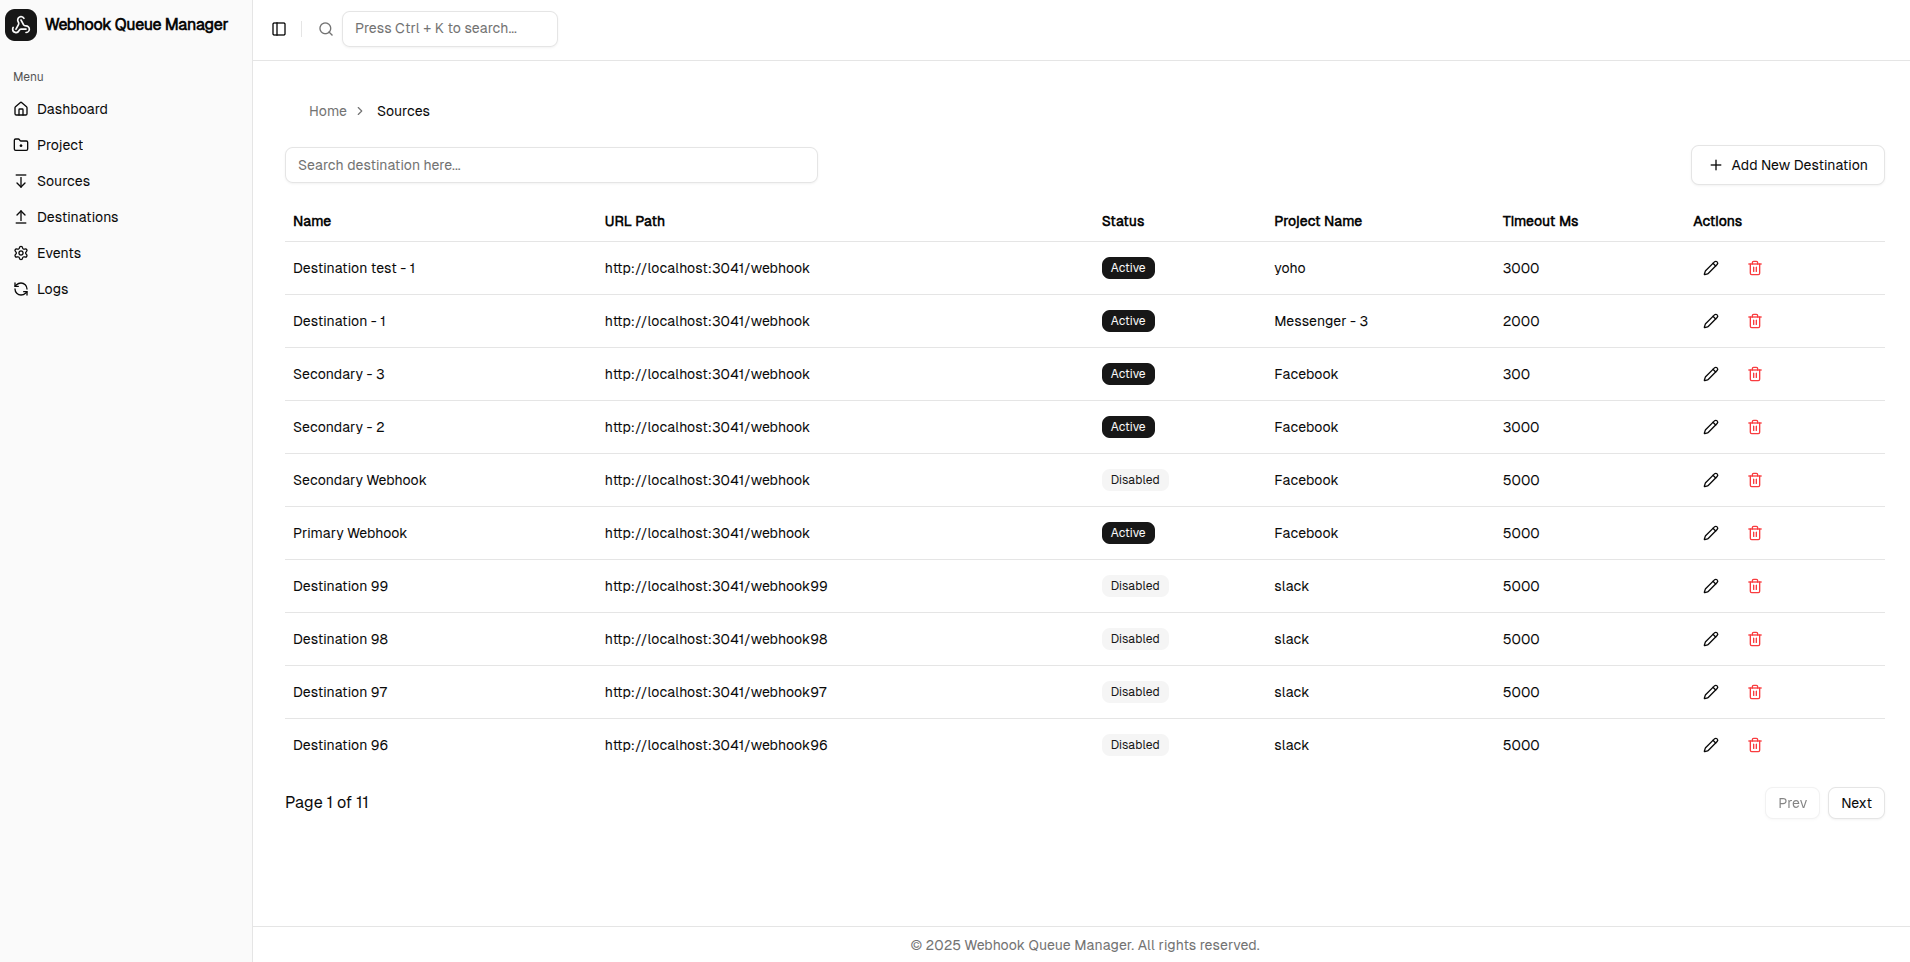 Webhook Queue Manager
Press Ctrl + K to search...
Menu
Dashboard
Project
Sources
Destinations
Events
Logs
Home > Sources
Search destination here...
+ Add New Destination
Name URL Path Status Project Name Timeout Ms Actions
Destination test - 1 http://localhost:3041/webhook Active yoho 3000
Destination - 1 http://localhost:3041/webhook Active Messenger - 3 2000
Secondary - 3 http://localhost:3041/webhook Active Facebook 300
Secondary - 2 http://localhost:3041/webhook Active Facebook 3000
Secondary Webhook http://localhost:3041/webhook Disabled Facebook 5000
Primary Webhook http://localhost:3041/webhook Active Facebook 5000
Destination 99 http://localhost:3041/webhook99 Disabled slack 5000
Destination 98 http://localhost:3041/webhook98 Disabled slack 5000
Destination 97 http://localhost:3041/webhook97 Disabled slack 5000
Destination 96 http://localhost:3041/webhook96 Disabled slack 5000
Page 1 of 11 Prev Next
© 2025 Webhook Queue Manager. All rights reserved.